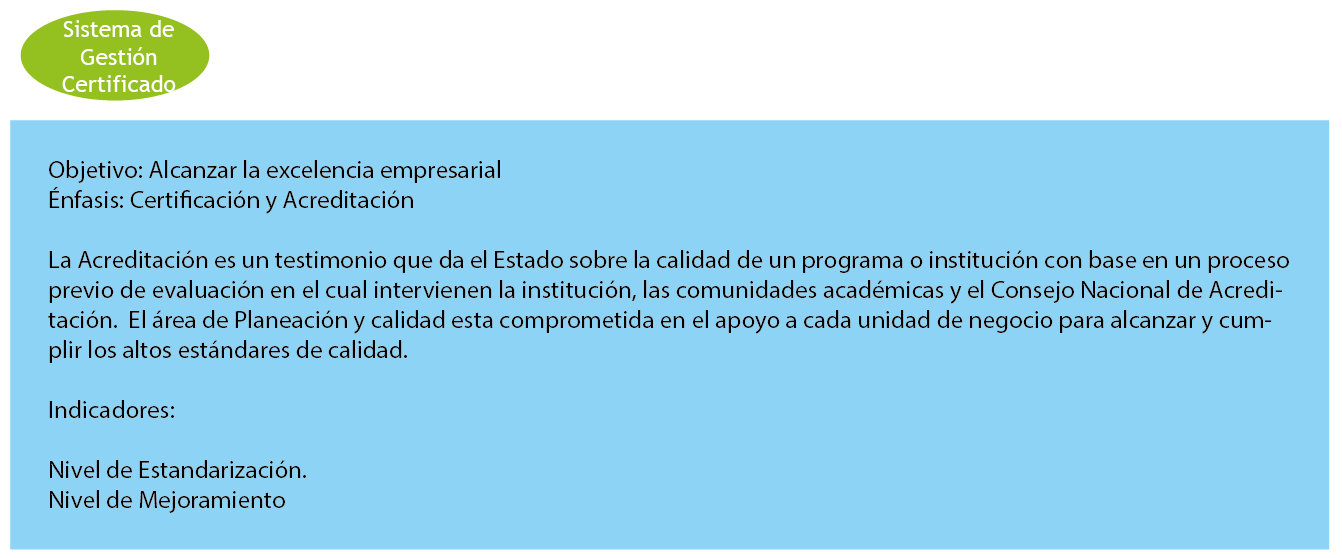 Sistema de
Gestión
Certificado
Objetivo: Alcanzar la excelencia empresarial
Énfasis: Certificación y Acreditación
La Acreditación es un testimonio que da el Estado sobre la calidad de un programa o institución con base en un proceso
previo de evaluación en el cual intervienen la institución, las comunidades académicas y el Consejo Nacional de Acredi-
tación.  El área de Planeación y calidad esta comprometida en el apoyo a cada unidad de negocio para alcanzar y cum-
plir los altos estándares de calidad.
Indicadores:
Nivel de Estandarización.
Nivel de Mejoramiento